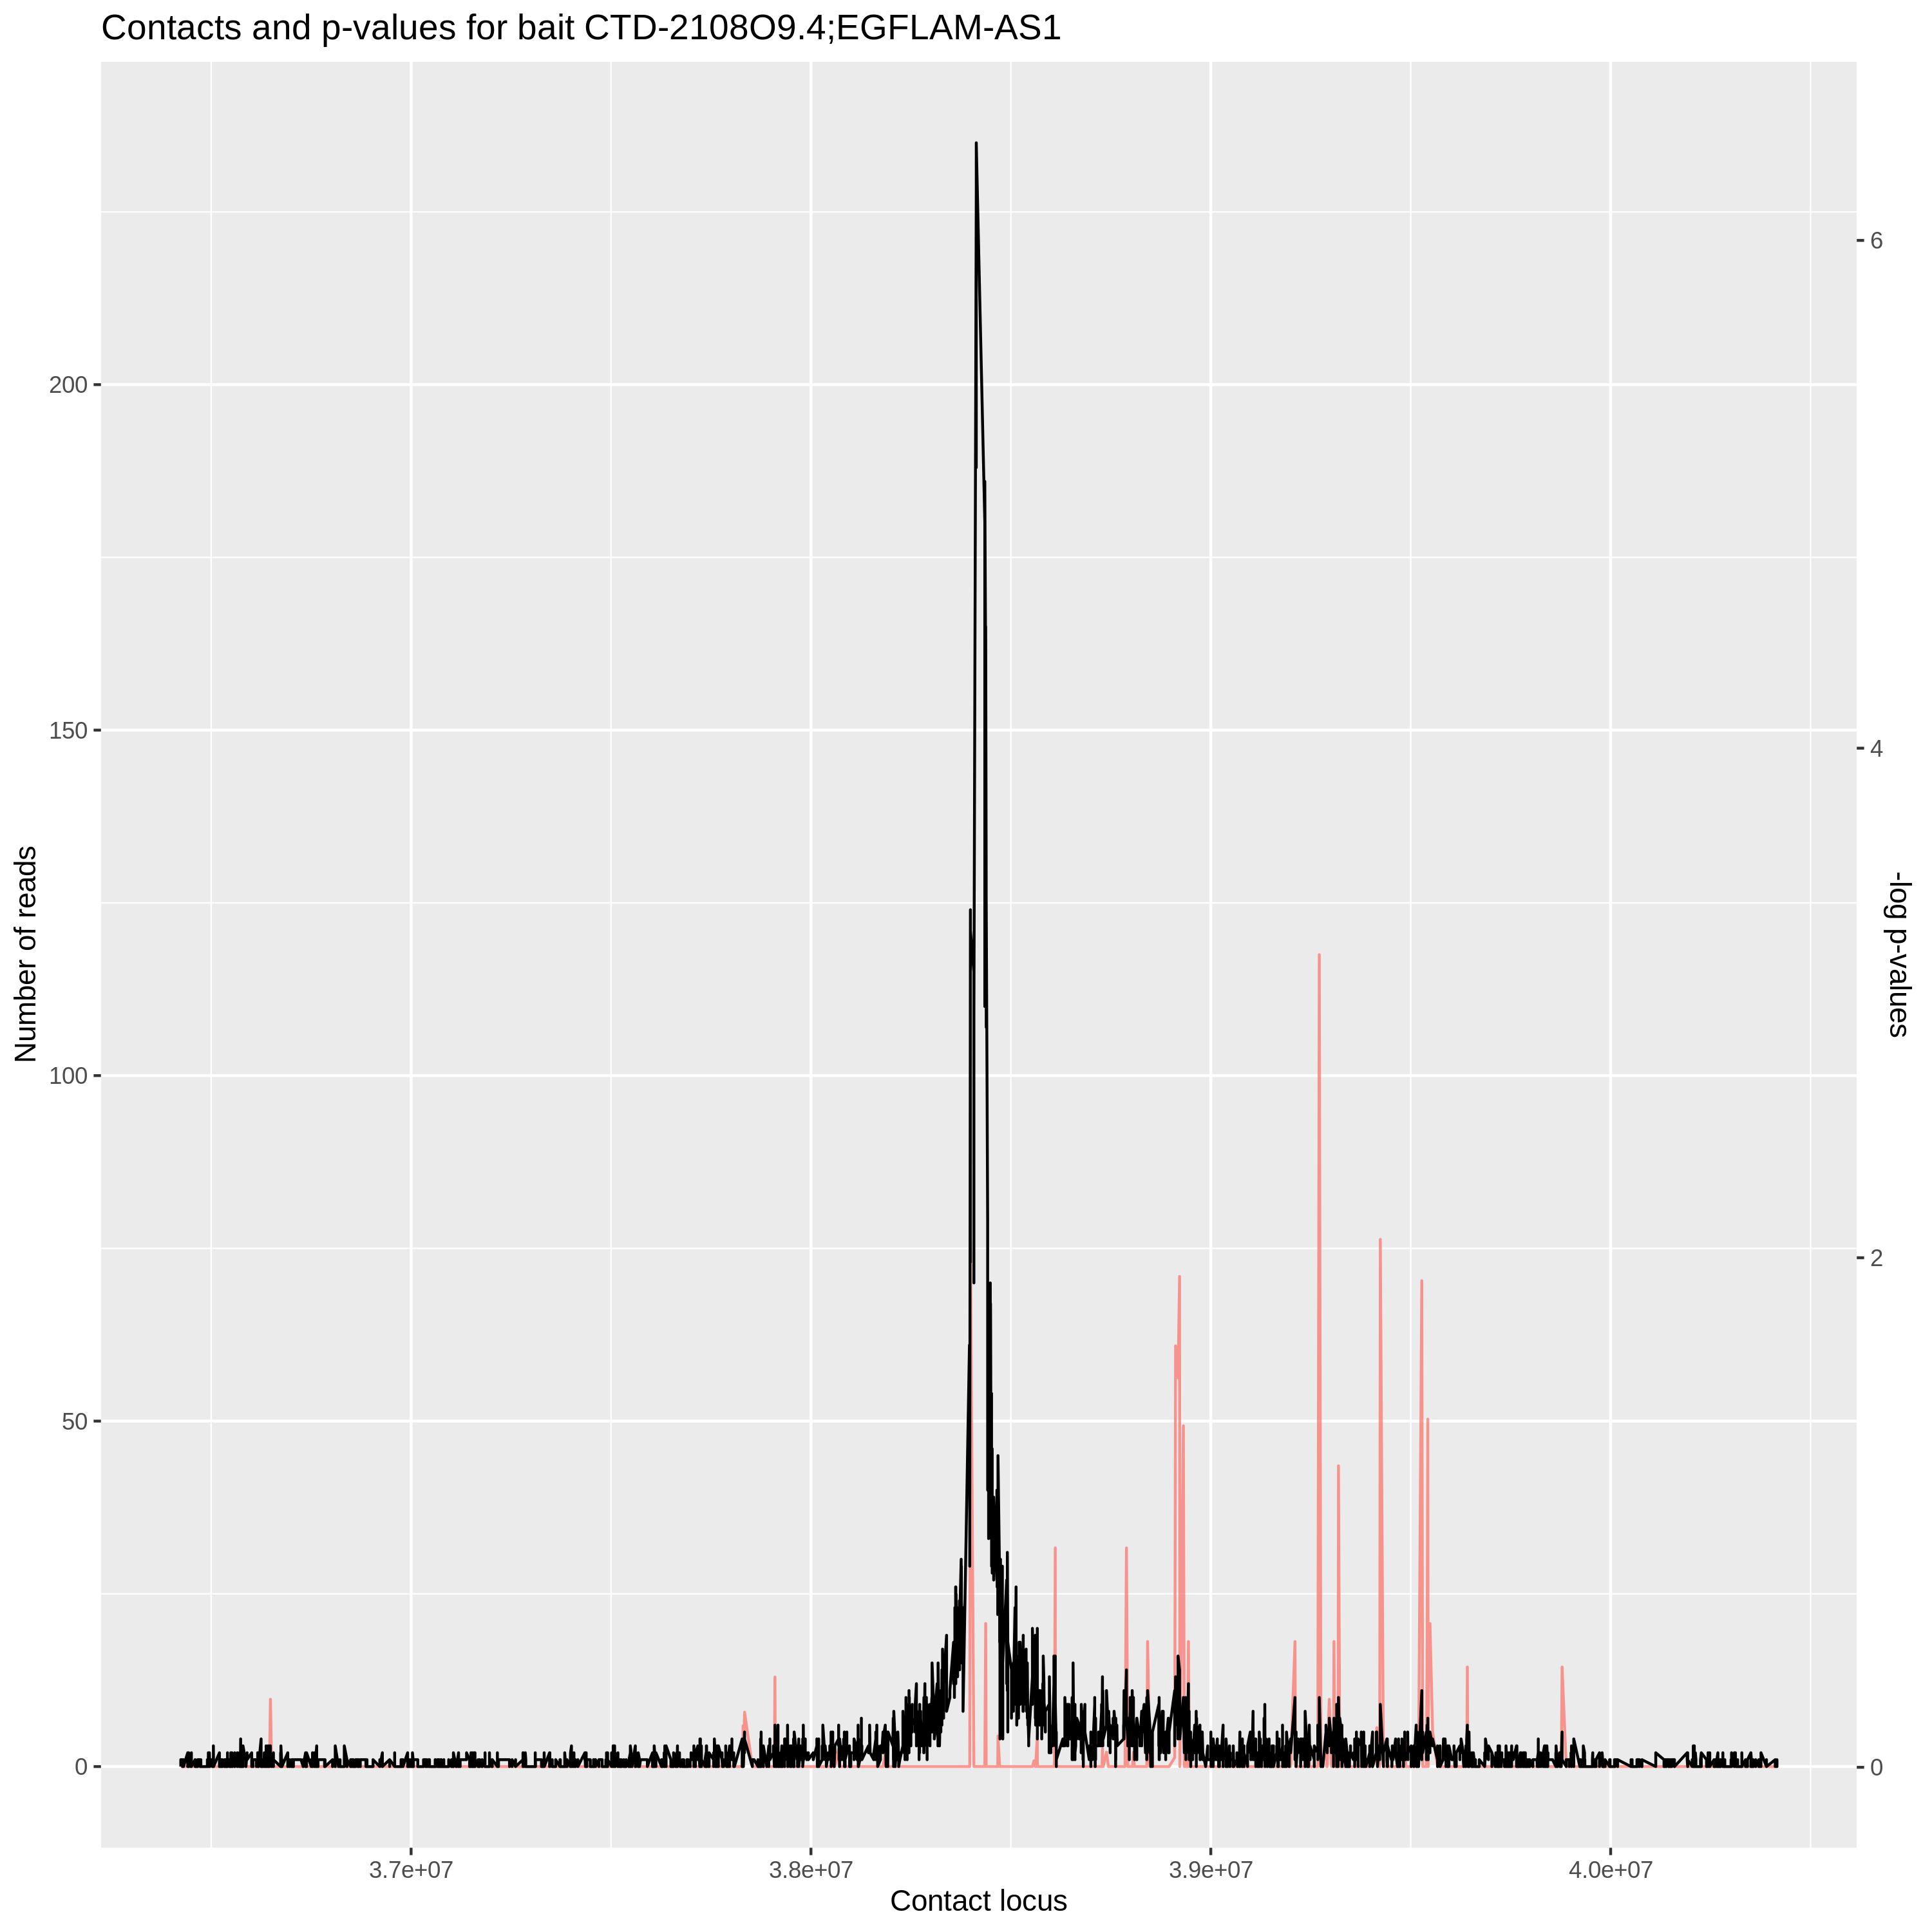 Contacts and p-values for bait CTD-2108O9.4;EGFLAM-AS1
200
150
100
50
0
Number of reads
6
4
2
0
-log p-values
3.7e+07
3.8e+07
3.9e+07
4.0e+07
Contact locus